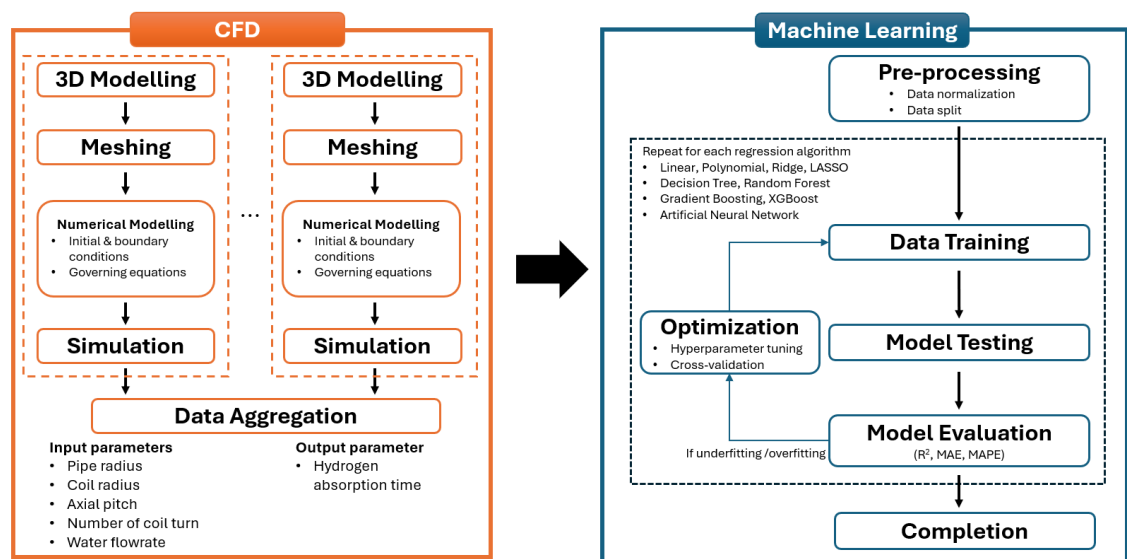 CFD
3D Modelling
Meshing
Numerical Modelling
• Initial & boundary
conditions
• Governing equations
Simulation
...
3D Modelling
Meshing
Numerical Modelling
• Initial & boundary
conditions
• Governing equations
Simulation
Data Aggregation
Input parameters
• Pipe radius
• Coil radius
• Axial pitch
• Number of coil turn
• Water flowrate
Output parameter
• Hydrogen
absorption time
Machine Learning
Pre-processing
• Data normalization
• Data split
Repeat for each regression algorithm
• Linear, Polynomial, Ridge, LASSO
• Decision Tree, Random Forest
• Gradient Boosting, XGBoost
• Artificial Neural Network
Data Training
Optimization
• Hyperparameter tuning
• Cross-validation
Model Testing
Model Evaluation
(R², MAE, MAPE)
If underfitting /overfitting
Completion